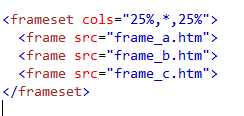 <frameset cols="25%,*,25%">
  <frame src="frame_a.htm">
  <frame src="frame_b.htm">
  <frame src="frame_c.htm">
</frameset>